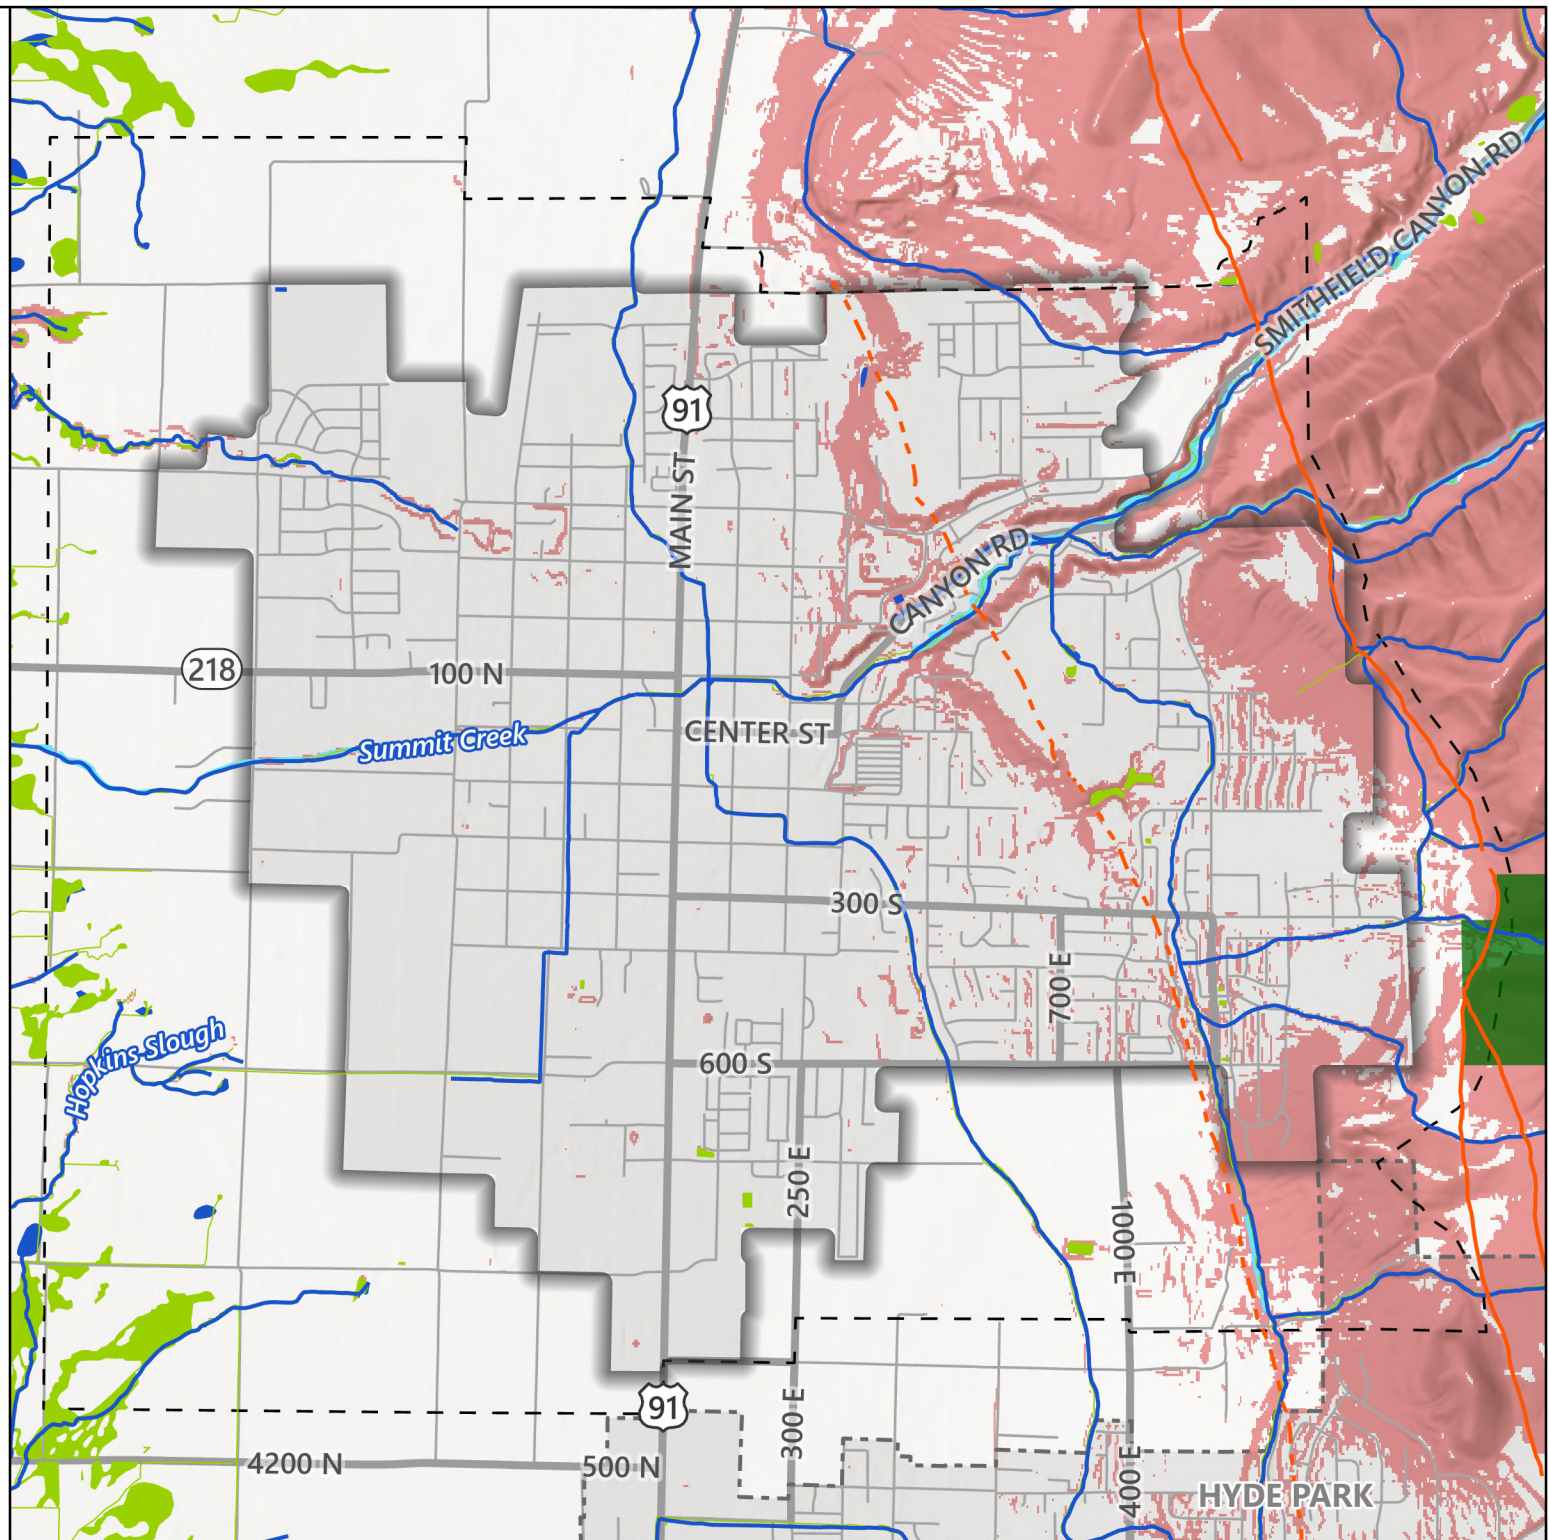 SMITHFIELD CANYON RD
91
MAIN ST
CANYON RD
218
100 N
CENTER ST
Summit Creek
300 S
700 E
Hopkins Slough
600 S
250 E
1000 E
91
300 E
4200 N
500 N
400 E
HYDE PARK